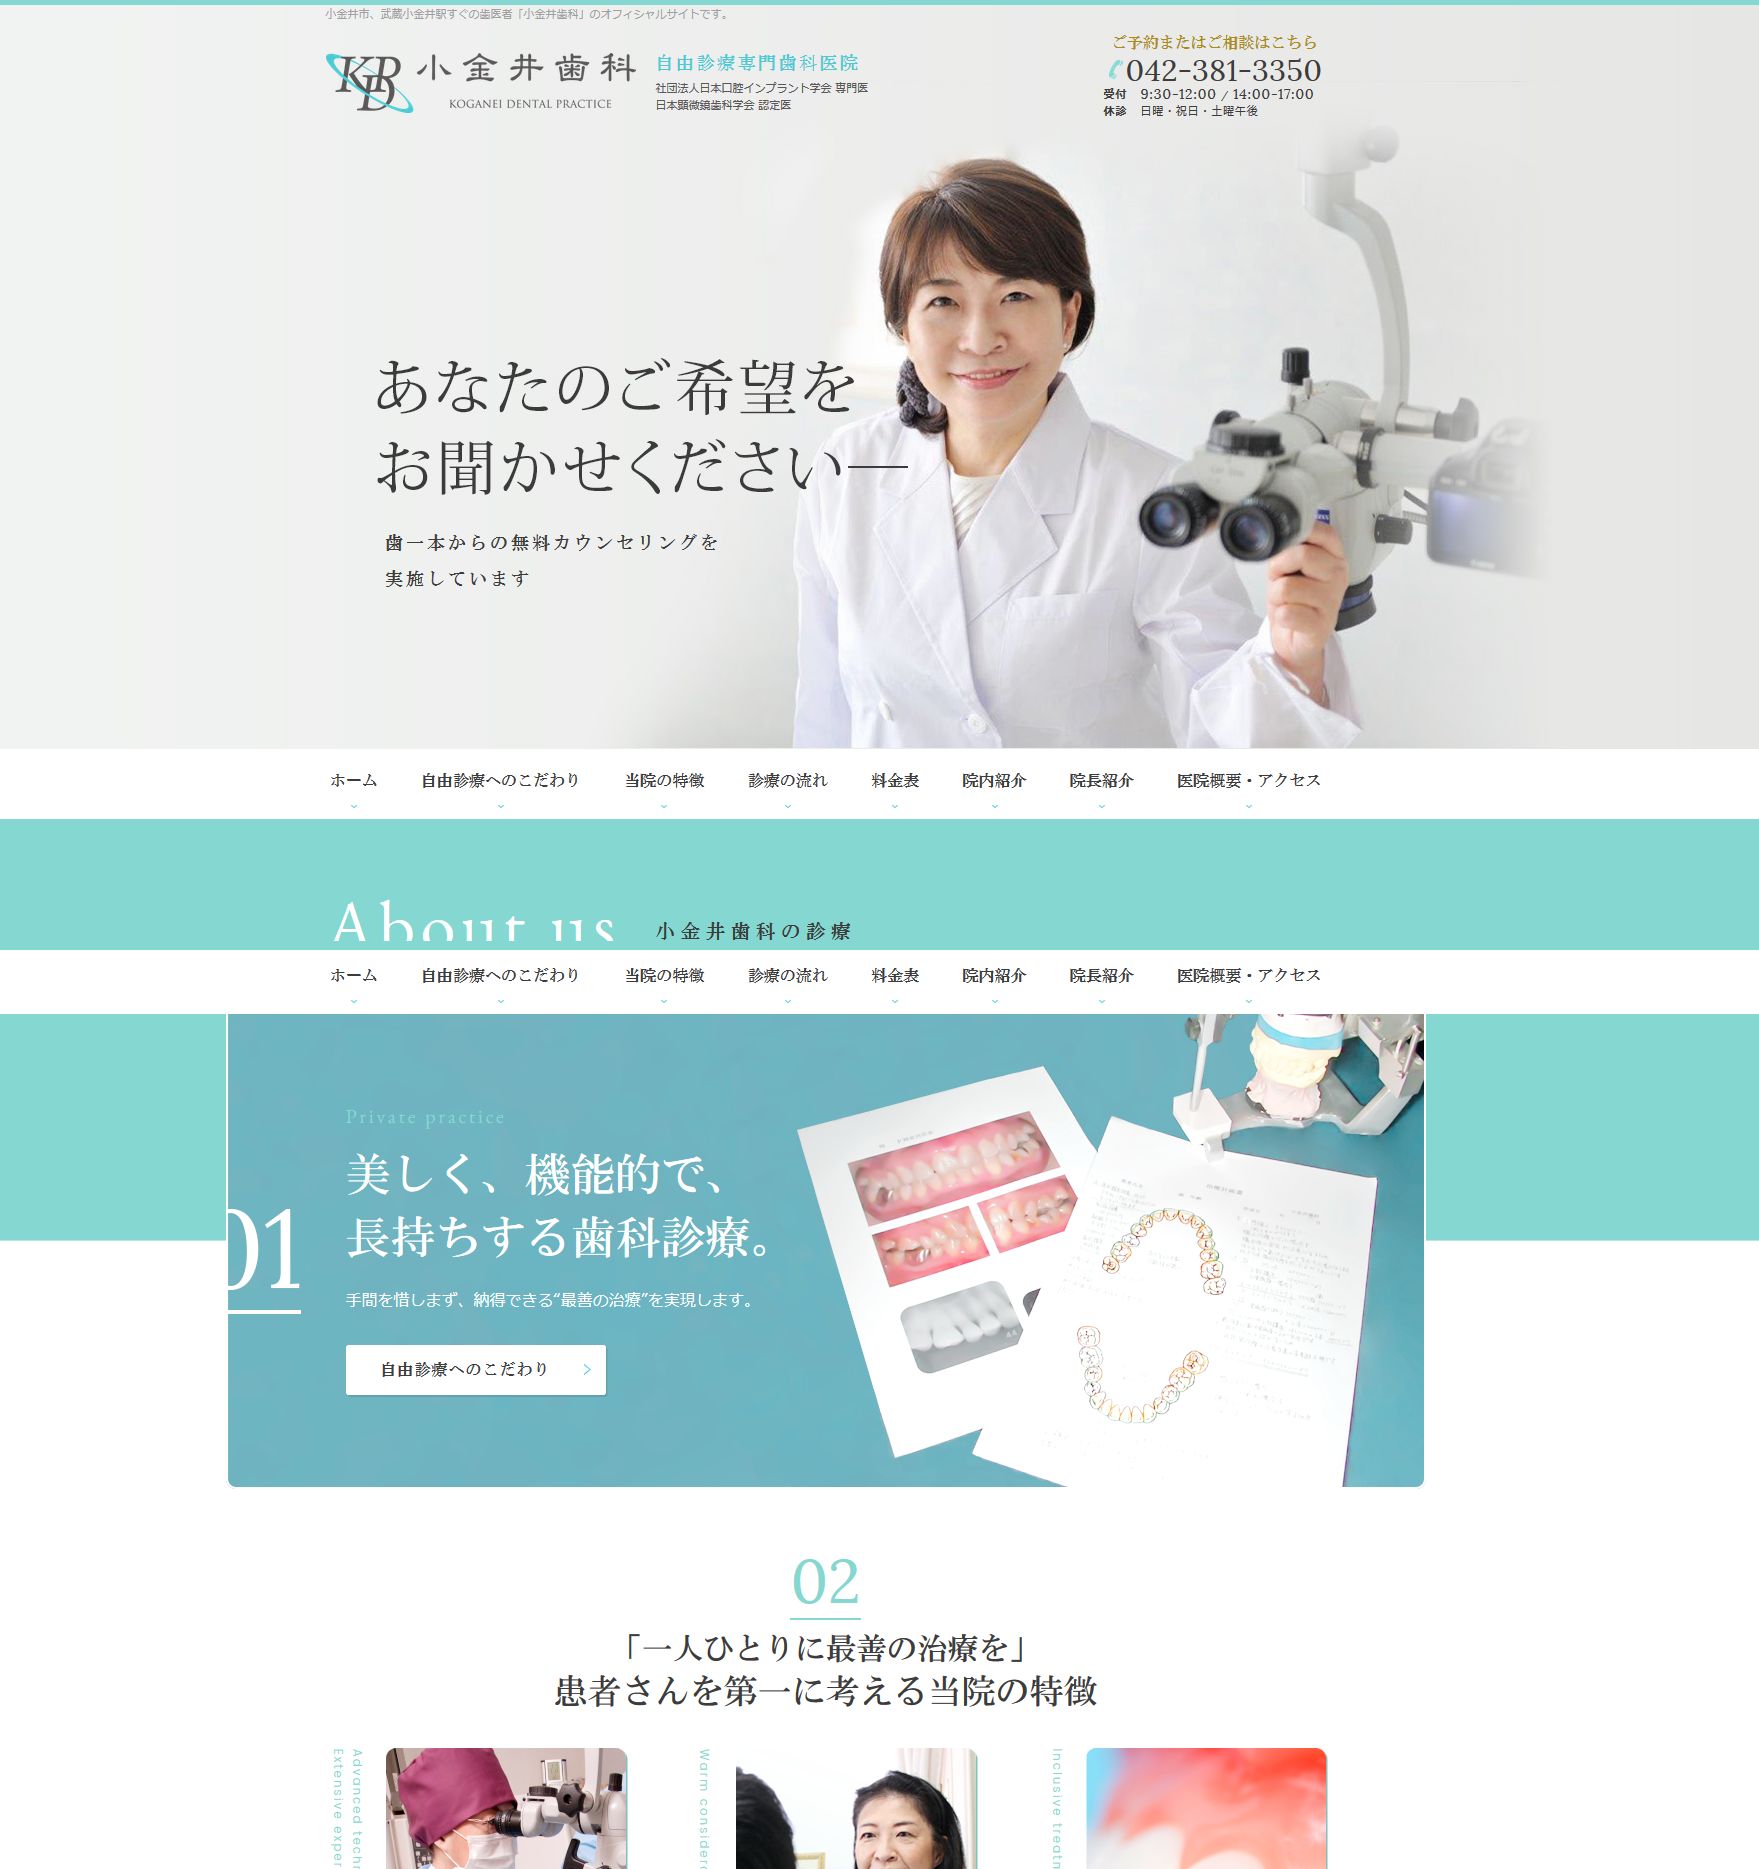 小金井市、武蔵小金井駅すぐの歯医者「小金井歯科」のオフィシャルサイトです。
KDP
小金井歯科
KOGANEI DENTAL PRACTICE
自由診療専門歯科医院
社団法人日本口腔インプラント学会 専門医
日本顕微鏡歯科学会 認定医
ご予約またはご相談はこちら
042-381-3350
受付 9:30-12:00 / 14:00-17:00
休診 日曜・祝日・土曜午後
あなたのご希望を
お聞かせください―
歯一本からの無料カウンセリングを
実施しています
ホーム 自由診療へのこだわり 当院の特徴 診療の流れ 料金表 院内紹介 院長紹介 医院概要・アクセス
About us 小金井歯科の診療
ホーム 自由診療へのこだわり 当院の特徴 診療の流れ 料金表 院内紹介 院長紹介 医院概要・アクセス
01
Private practice
美しく、機能的で、
長持ちする歯科診療。
手間を惜しまず、納得できる“最善の治療”を実現します。
自由診療へのこだわり
02
「一人ひとりに最善の治療を」
患者さんを第一に考える当院の特徴
Advanced
Extensive
Warm
Inclusive